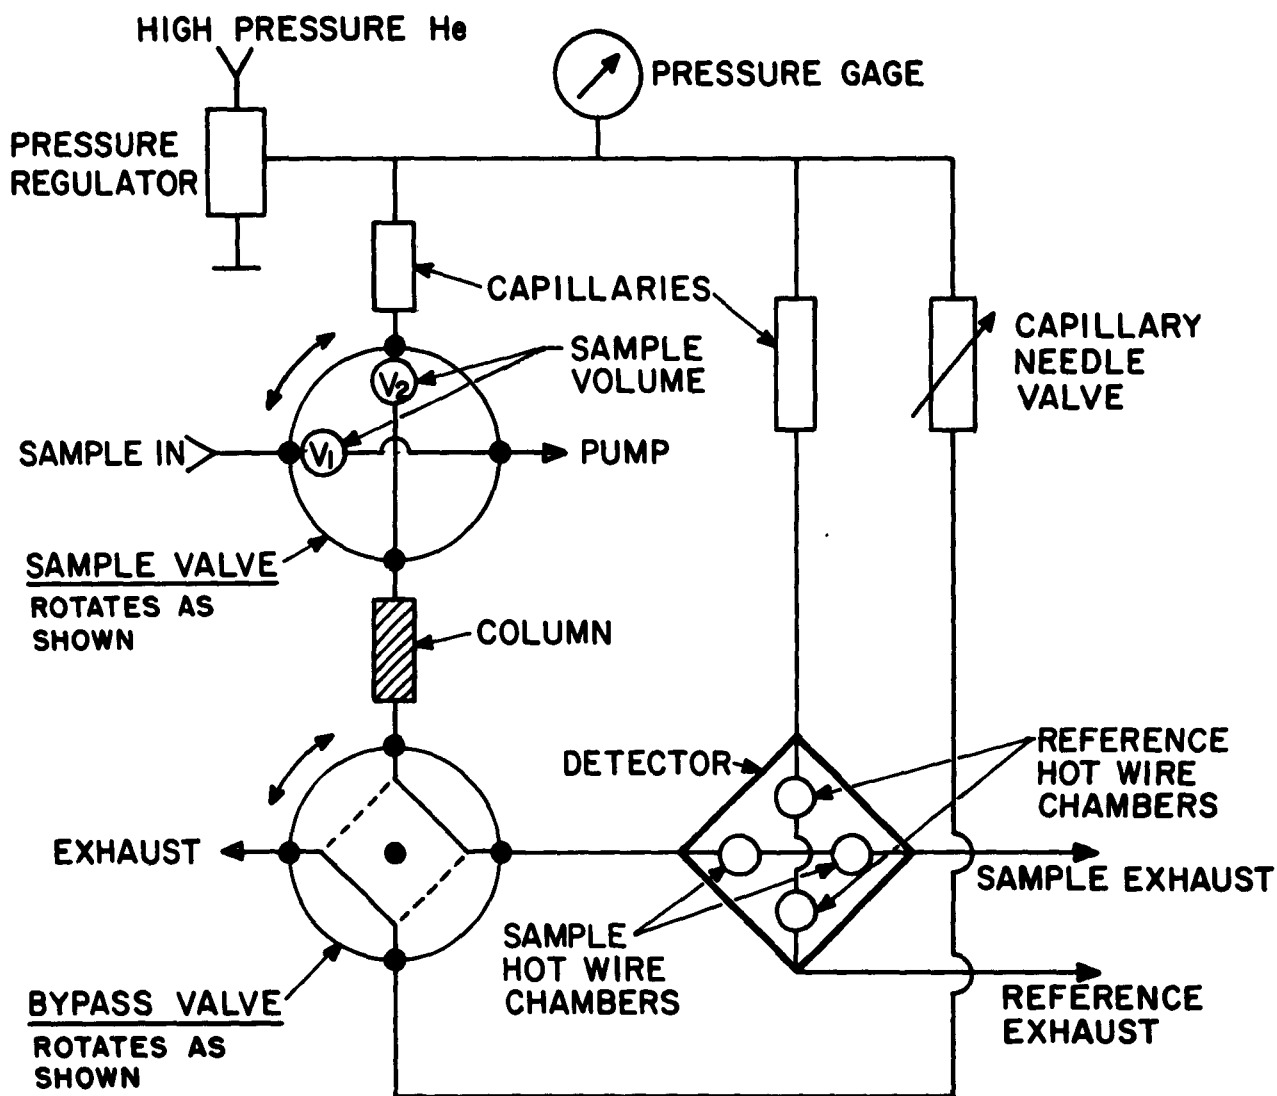 HIGH PRESSURE He
PRESSURE GAGE
PRESSURE
REGULATOR
CAPILLARIES
CAPILLARY
NEEDLE
VALVE
SAMPLE
VOLUME
V2
V1
SAMPLE IN
PUMP
SAMPLE VALVE
ROTATES AS
SHOWN
COLUMN
DETECTOR
REFERENCE
HOT WIRE
CHAMBERS
EXHAUST
SAMPLE EXHAUST
SAMPLE
HOT WIRE
CHAMBERS
REFERENCE
EXHAUST
BYPASS VALVE
ROTATES AS
SHOWN